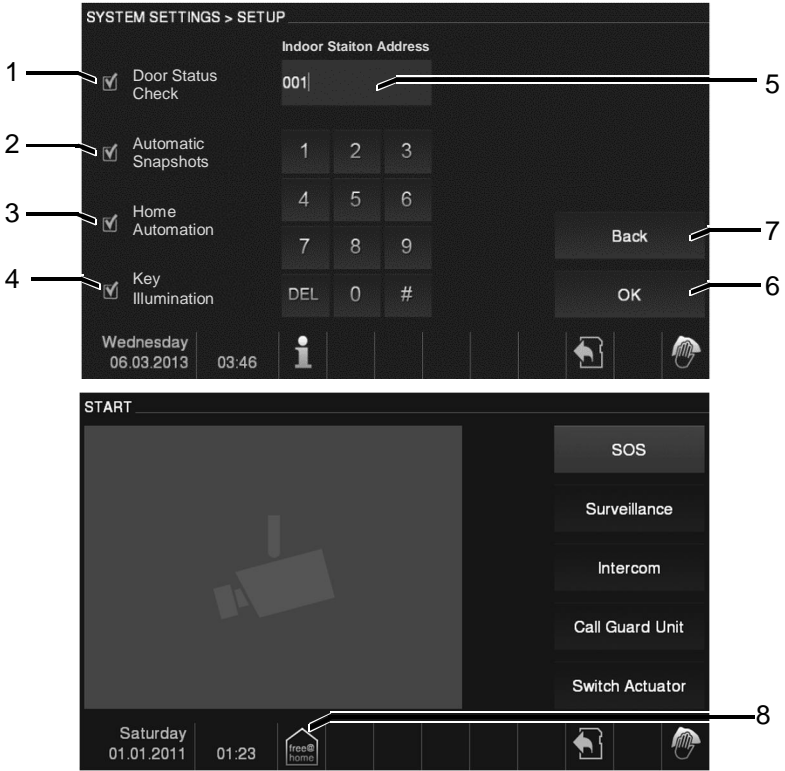 SYSTEM SETTINGS > SETUP
Indoor Staiton Address
1
Door Status
Check
001
5
2
Automatic
Snapshots
1 2 3
3
Home
Automation
4 5 6
Back
7
7 8 9
4
Key
Illumination
DEL 0 #
OK
6
Wednesday
06.03.2013 03:46
START
SOS
Surveillance
Intercom
Call Guard Unit
Switch Actuator
8
Saturday
01.01.2011 01:23
free@
home